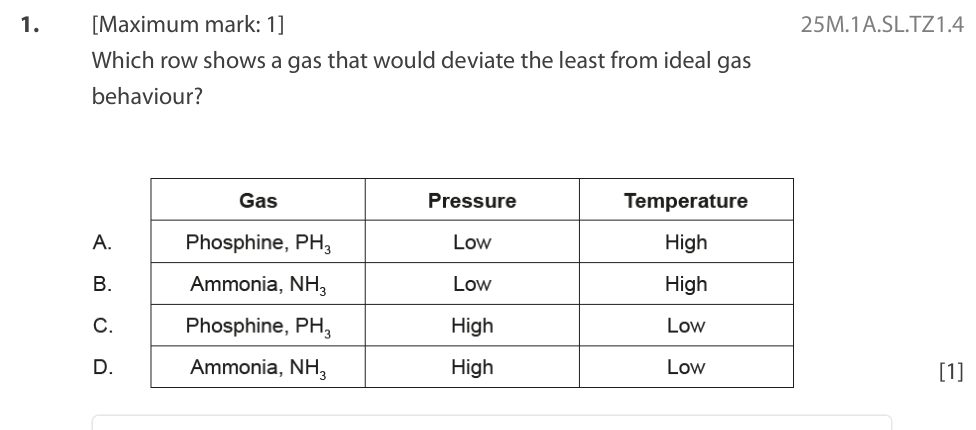 1. [Maximum mark: 1] 25M.1A.SL.TZ1.4
Which row shows a gas that would deviate the least from ideal gas
behaviour?
Gas Pressure Temperature
A. Phosphine, PH₃ Low High
B. Ammonia, NH₃ Low High
C. Phosphine, PH₃ High Low
D. Ammonia, NH₃ High Low
[1]